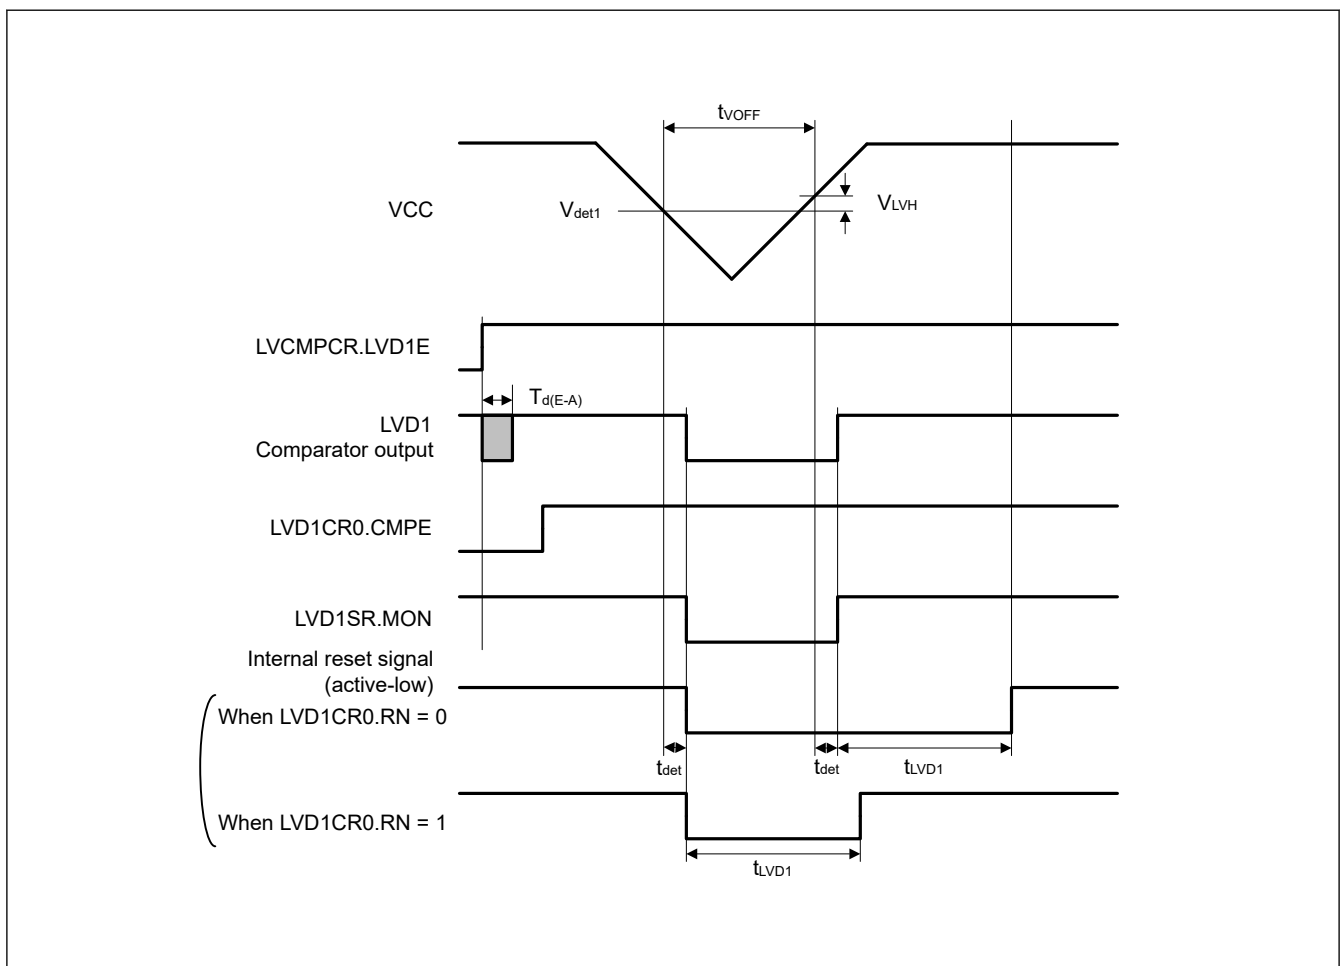 tVOFF
VCC
Vdet1
VLVH
LVCMPCR.LVD1E
Td(E-A)
LVD1
Comparator output
LVD1CR0.CMPE
LVD1SR.MON
Internal reset signal
(active-low)
When LVD1CR0.RN = 0
tdet
tdet
tLVD1
When LVD1CR0.RN = 1
tLVD1